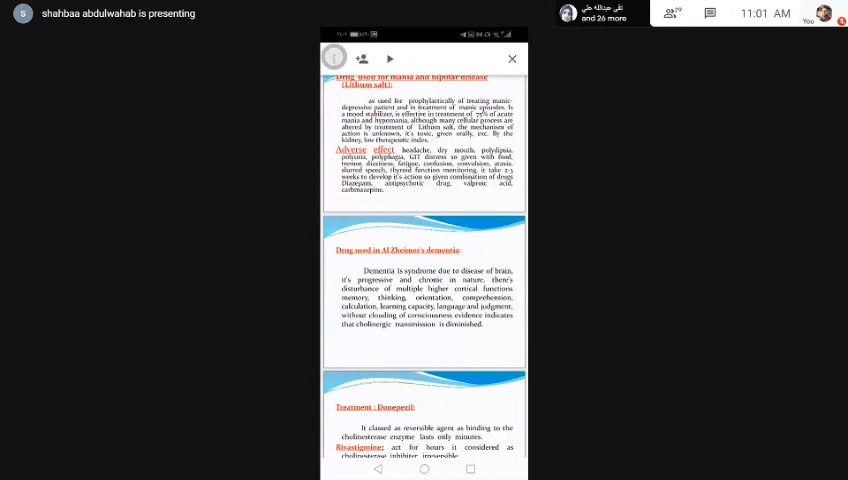 S shahbaa abdulwahab is presenting
تقي عبدالله علي
and 26 more
29
11:01 AM
You
Drug used for mania and bipolar disease
(Lithum salt):
as used for prophylactically of treating manic-
depressive patient and in treatment of manic episodes. Is
a mood stabilizer, is effective in treatment of 75% of acute
mania and hypomania, although many cellular process are
altered by treatment of Lithum salt, the mechanism of
action is unknown, it's toxic, given orally, exc. By the
kidney, low therapeutic index.
Adverse effect headache, dry mouth, polydipsia,
polyuria, polyphagia, GIT distress so given with food,
tremor, dizziness, fatigue, confusion, convulsion, ataxia,
slurred speech, thyroid function monitoring, it take 2-3
weeks to develop it's action so given combination of drugs
Diazepam, antipsychotic drug, valproic acid,
carbmazepine.
Drug used in Al Zheimer's dementia:
Dementia is syndrome due to disease of brain,
it's progressive and chronic in nature, there's
disturbance of multiple higher cortical functions
memory, thinking, orientation, comprehension,
calculation, learning capacity, language and judgment,
without clouding of consciousness evidence indicates
that cholinergic transmission is diminished.
Treatment : Donepezil:
It classed as reversible agent as binding to the
cholinesterase enzyme lasts only minutes.
Rivastigmine: act for hours it considered as
cholinesterase inhibiter irreversible.